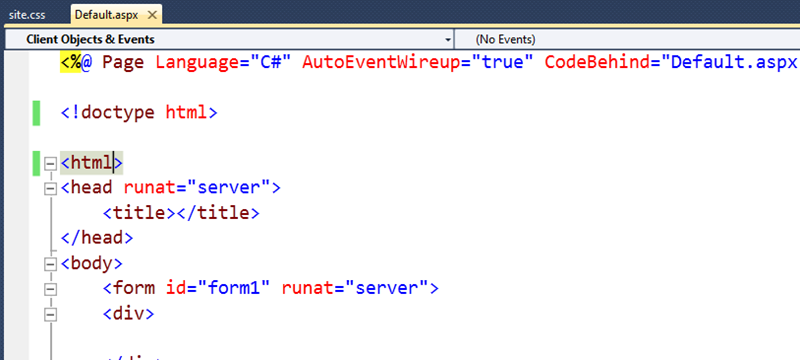 site.css Default.aspx
Client Objects & Events (No Events)
<%@ Page Language="C#" AutoEventWireup="true" CodeBehind="Default.aspx
<!doctype html>
<html>
<head runat="server">
<title></title>
</head>
<body>
<form id="form1" runat="server">
<div>
</div>